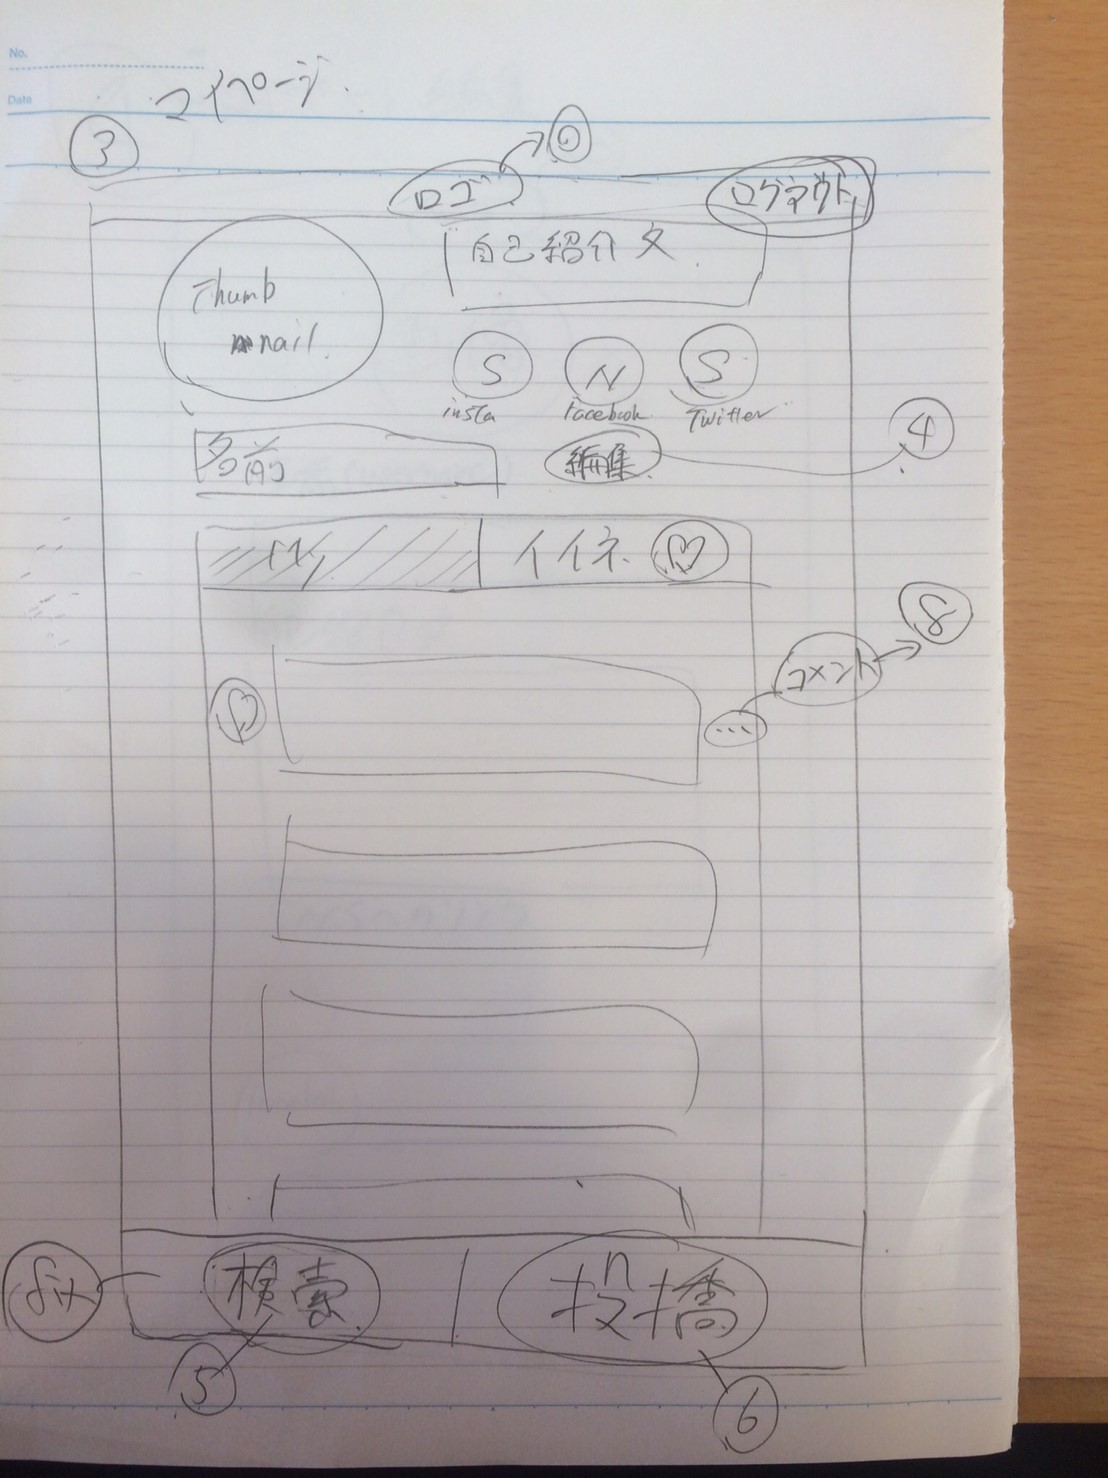 No.
Date
マイページ.
3
ロゴ
0
ログアウト
自己紹介文
Thumb
nail.
S
N
S
insta
Facebook
Twitter
名前
編集
4
イイネ
コメント
8
...
fix
検索
投稿
5
6